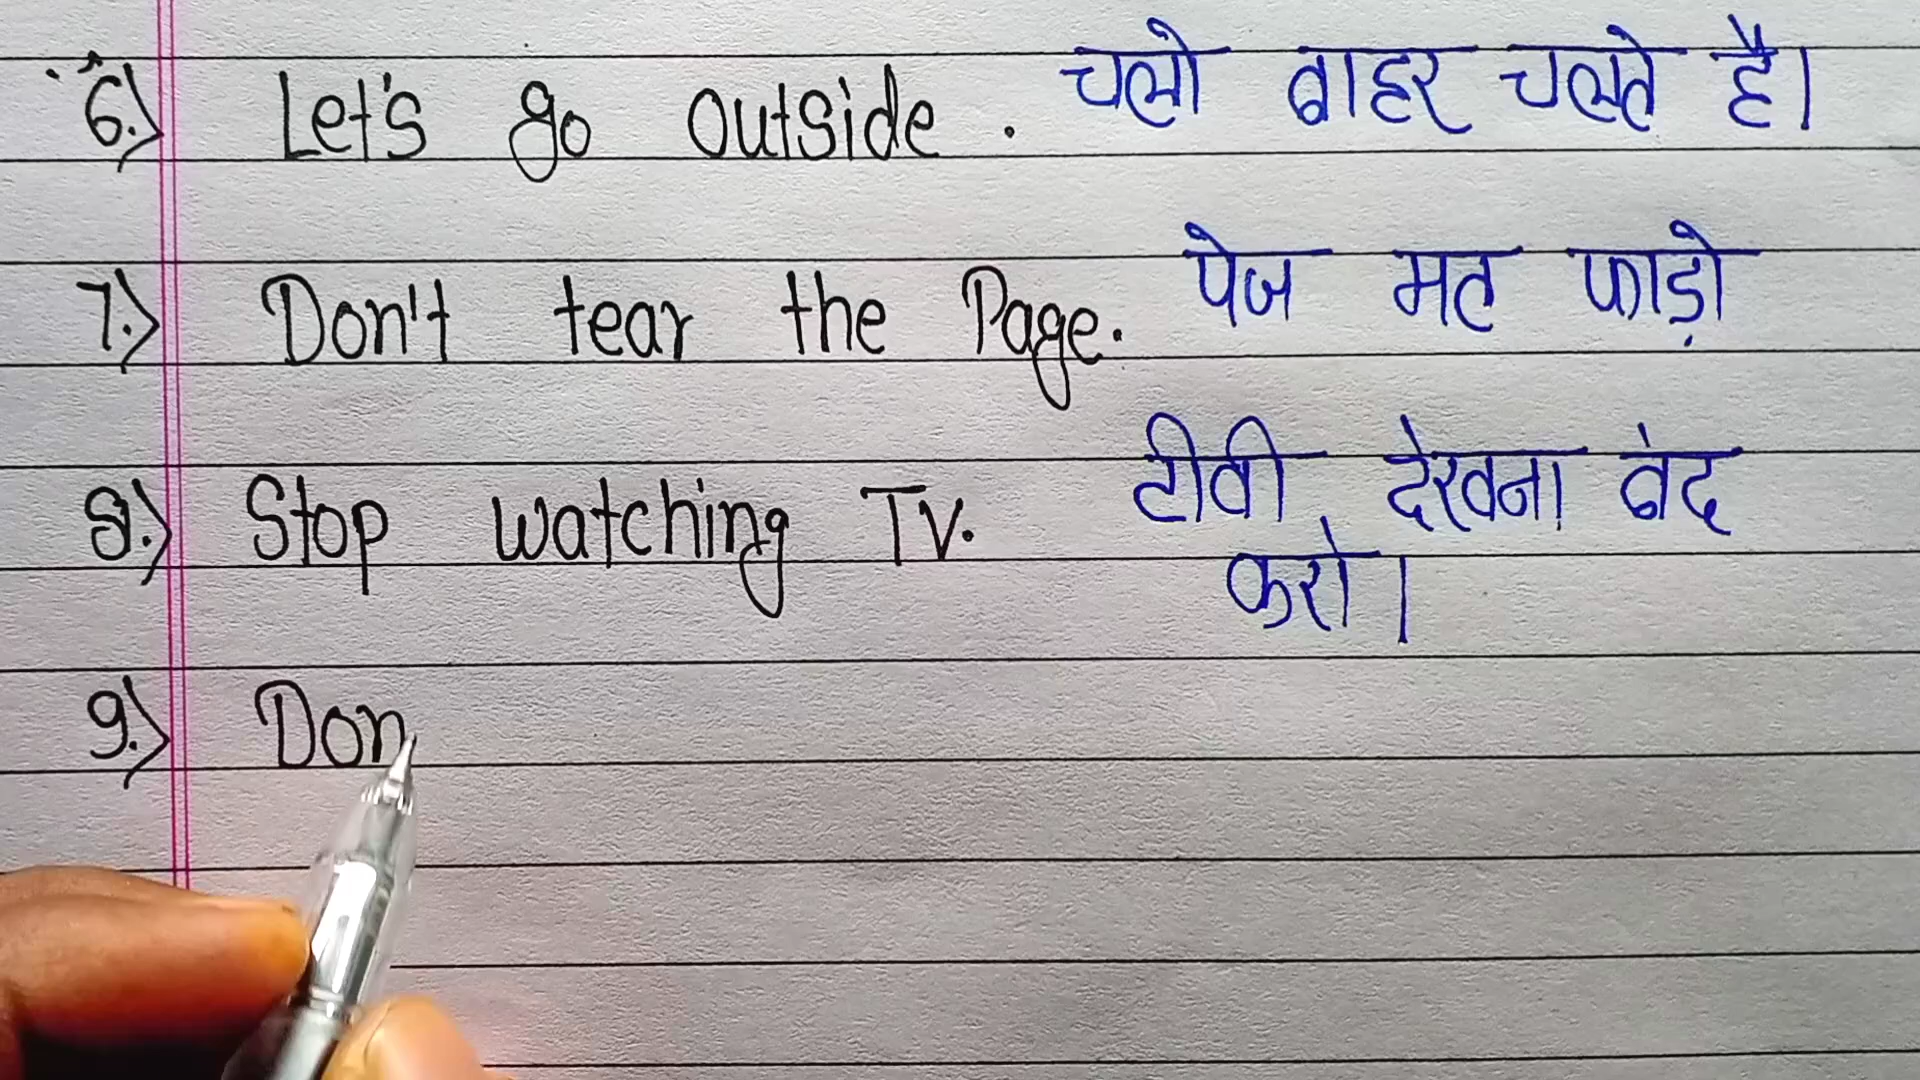 6.) Let's go outside. चलो बाहर चलते है।
7.) Don't tear the Page. पेज मत फाड़ो
8.) Stop watching TV. टीवी देखना बंद
करो।
9.) Don